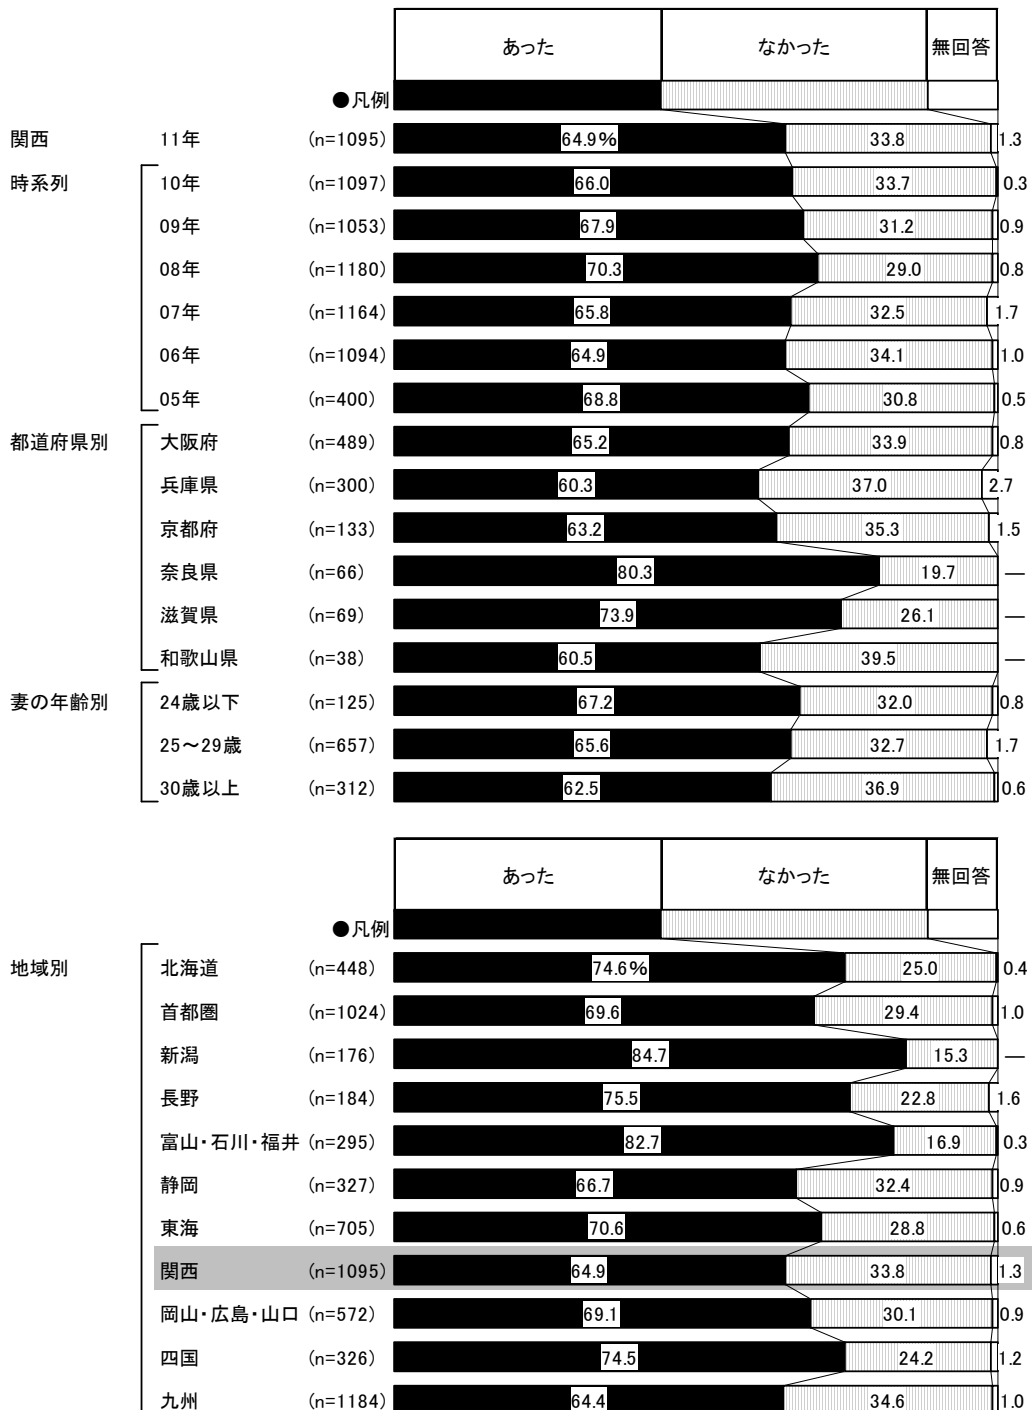 あった なかった 無回答
●凡例
関西 11年 (n=1095) 64.9% 33.8 1.3
時系列 10年 (n=1097) 66.0 33.7 0.3
09年 (n=1053) 67.9 31.2 0.9
08年 (n=1180) 70.3 29.0 0.8
07年 (n=1164) 65.8 32.5 1.7
06年 (n=1094) 64.9 34.1 1.0
05年 (n=400) 68.8 30.8 0.5
都道府県別 大阪府 (n=489) 65.2 33.9 0.8
兵庫県 (n=300) 60.3 37.0 2.7
京都府 (n=133) 63.2 35.3 1.5
奈良県 (n=66) 80.3 19.7 ―
滋賀県 (n=69) 73.9 26.1 ―
和歌山県 (n=38) 60.5 39.5 ―
妻の年齢別 24歳以下 (n=125) 67.2 32.0 0.8
25～29歳 (n=657) 65.6 32.7 1.7
30歳以上 (n=312) 62.5 36.9 0.6
あった なかった 無回答
●凡例
地域別 北海道 (n=448) 74.6% 25.0 0.4
首都圏 (n=1024) 69.6 29.4 1.0
新潟 (n=176) 84.7 15.3 ―
長野 (n=184) 75.5 22.8 1.6
富山・石川・福井 (n=295) 82.7 16.9 0.3
静岡 (n=327) 66.7 32.4 0.9
東海 (n=705) 70.6 28.8 0.6
関西 (n=1095) 64.9 33.8 1.3
岡山・広島・山口 (n=572) 69.1 30.1 0.9
四国 (n=326) 74.5 24.2 1.2
九州 (n=1184) 64.4 34.6 1.0